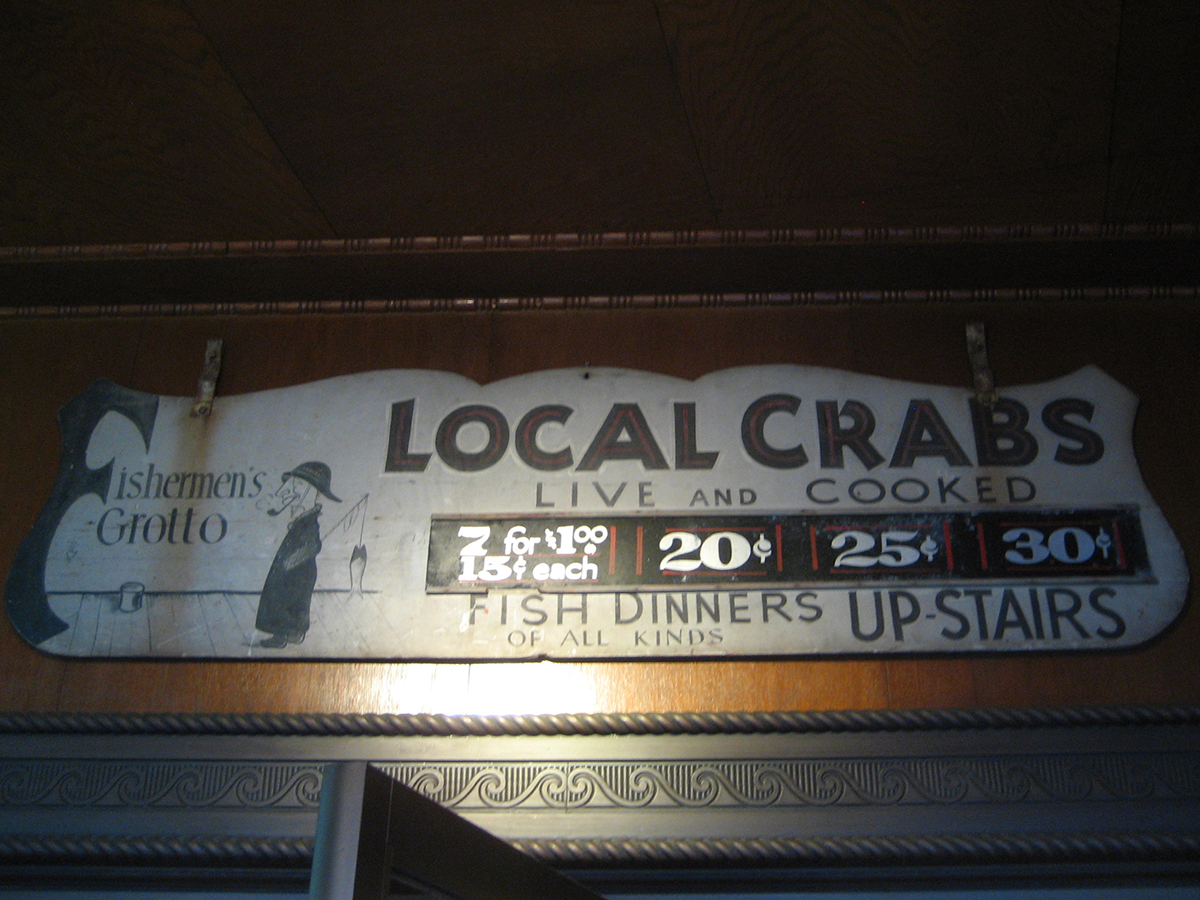 Fishermen's
Grotto
LOCAL CRABS
LIVE AND COOKED
7 for $1.00
15¢ each
20¢
25¢
30¢
FISH DINNERS UP-STAIRS
OF ALL KINDS